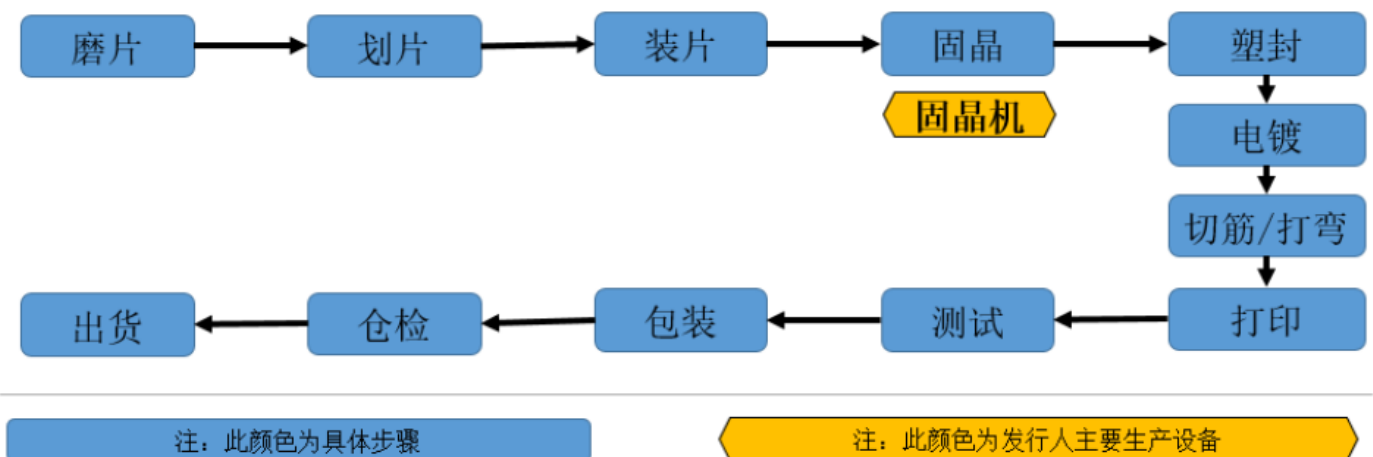 磨片
划片
装片
固晶
塑封
固晶机
电镀
切筋/打弯
打印
测试
包装
仓检
出货
注：此颜色为具体步骤
注：此颜色为发行人主要生产设备